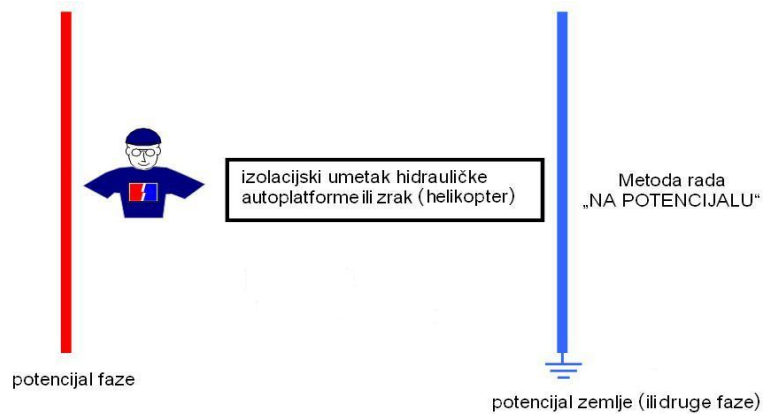 izolacijski umetak hidrauličke
autoplatforme ili zrak (helikopter)
Metoda rada
„NA POTENCIJALU“
potencijal faze
potencijal zemlje (ili druge faze)